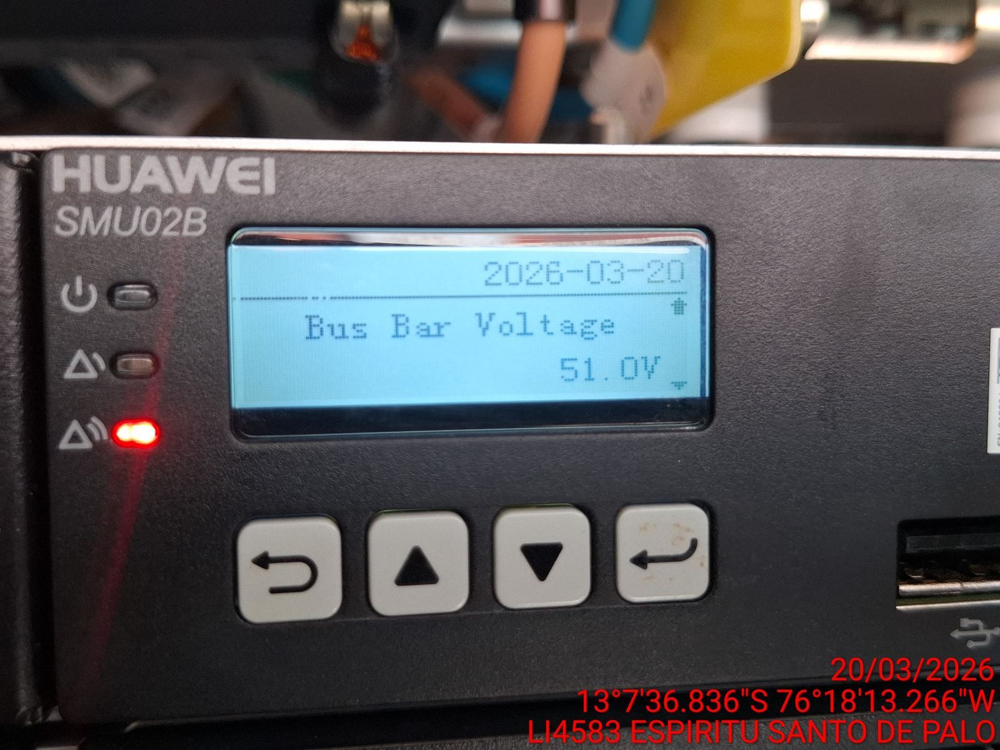 HUAWEI
SMU02B
2026-03-20
Bus Bar Voltage
51.0V
20/03/2026
13°7'36.836"S 76°18'13.266"W
LI4583 ESPIRITU SANTO DE PALO